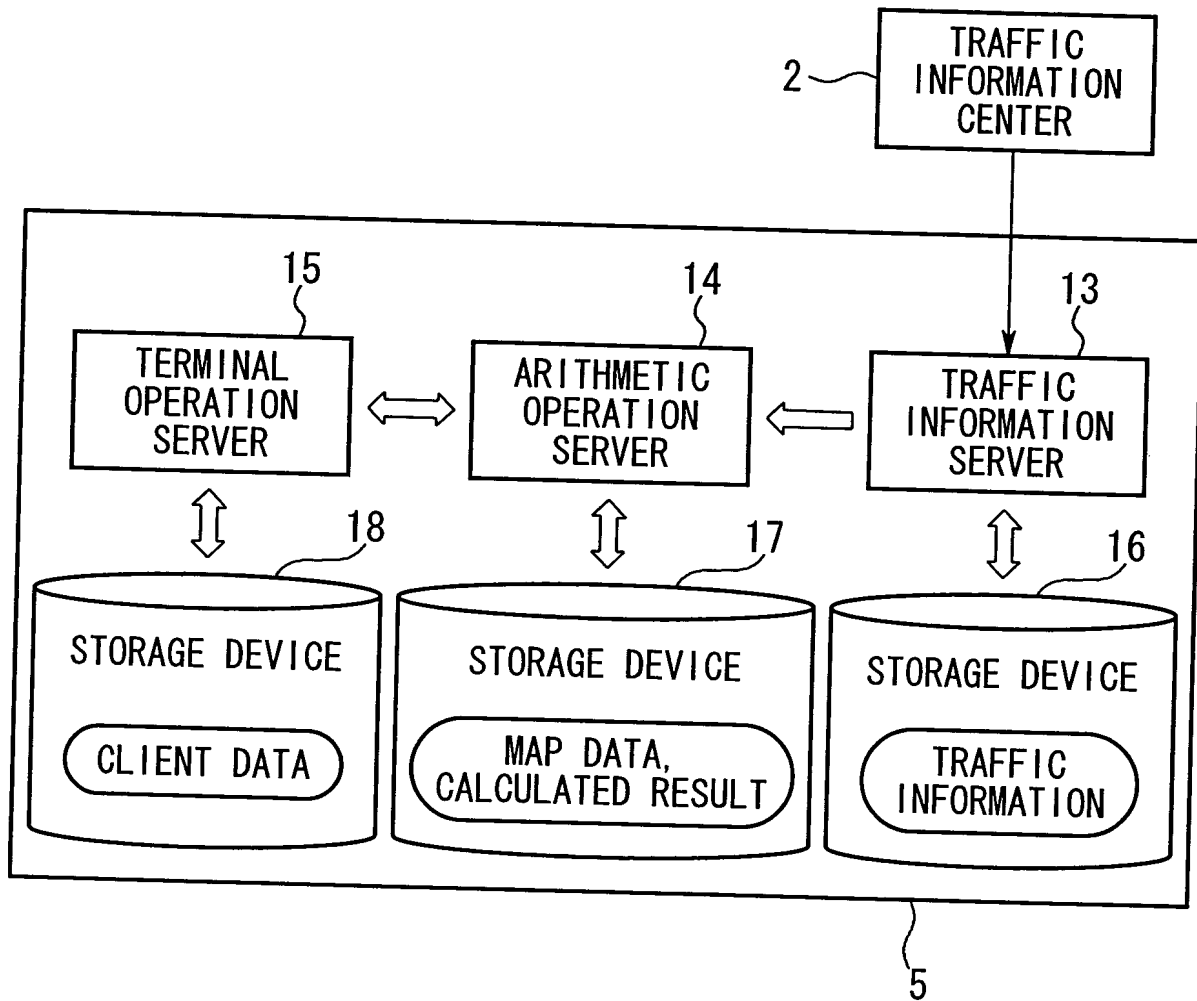 2
TRAFFIC
INFORMATION
CENTER
15
14
13
TERMINAL
OPERATION
SERVER
ARITHMETIC
OPERATION
SERVER
TRAFFIC
INFORMATION
SERVER
18
17
16
STORAGE DEVICE
CLIENT DATA
STORAGE DEVICE
MAP DATA,
CALCULATED RESULT
STORAGE DEVICE
TRAFFIC
INFORMATION
5